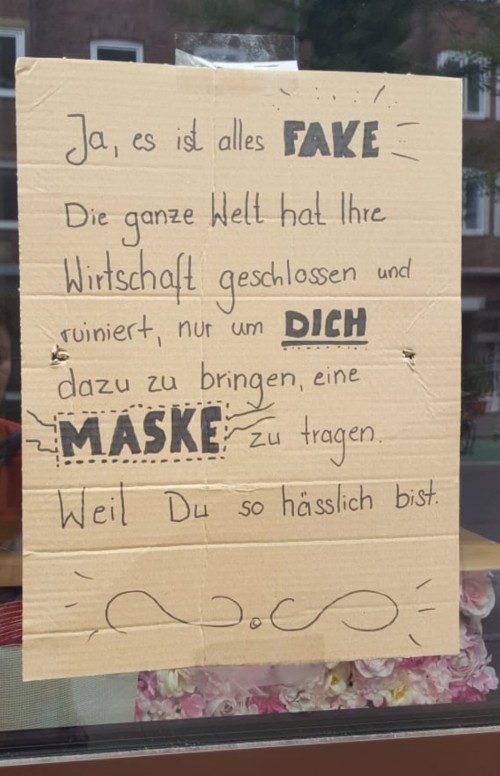 Ja, es ist alles FAKE
Die ganze Welt hat Ihre
Wirtschaft geschlossen und
ruiniert, nur um DICH
dazu zu bringen, eine
MASKE zu tragen.
Weil Du so hässlich bist.